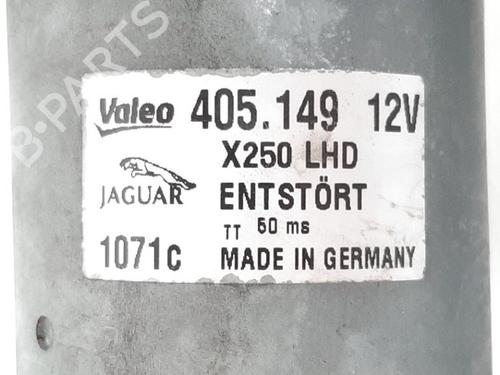 B-PARTS
Valeo 405.149 12V
X250 LHD
JAGUAR ENTSTÖRT
TT 50 ms
1071C MADE IN GERMANY